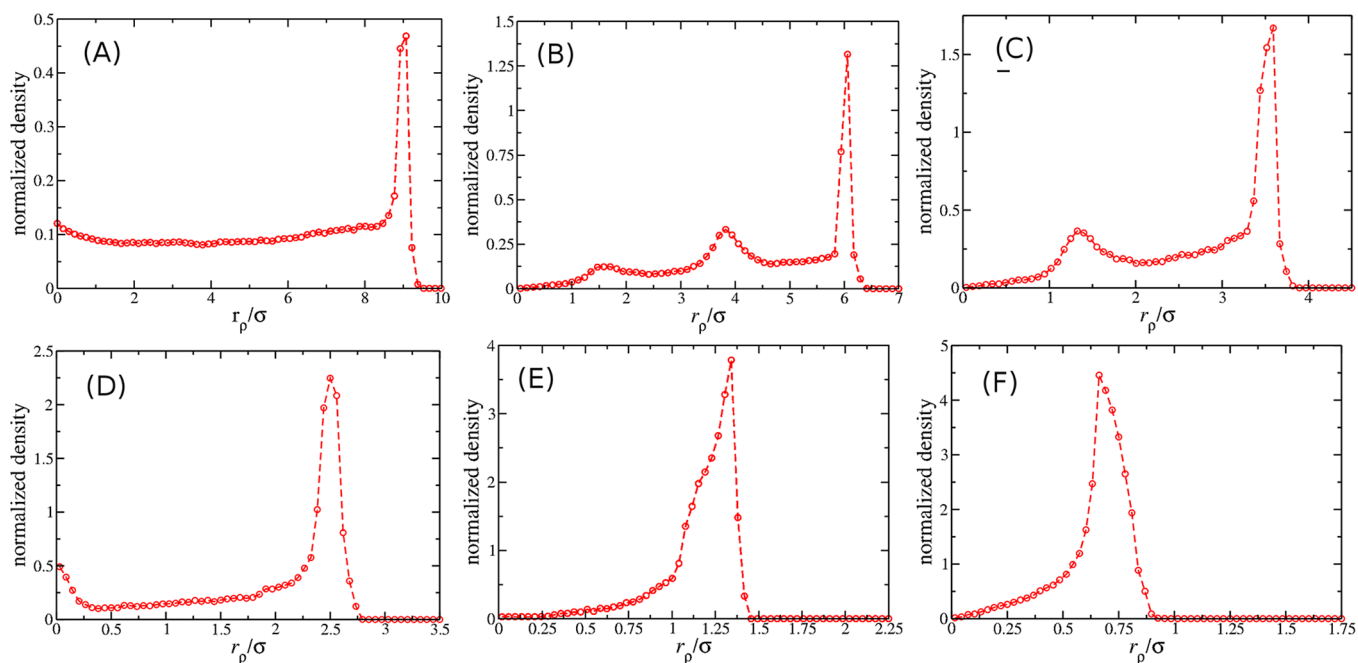 (A)
normalized density
0.5
0.4
0.3
0.2
0.1
0
0 2 4 6 8 10
r_ρ/σ
(B)
normalized density
1.5
1.25
1
0.75
0.5
0.25
0
0 1 2 3 4 5 6 7
r_ρ/σ
(C)
normalized density
1.5
1
0.5
0
0 1 2 3 4
r_ρ/σ
(D)
normalized density
2.5
2
1.5
1
0.5
0
0 0.5 1 1.5 2 2.5 3 3.5
r_ρ/σ
(E)
normalized density
4
3
2
1
0
0 0.25 0.5 0.75 1 1.25 1.5 1.75 2 2.25
r_ρ/σ
(F)
normalized density
5
4
3
2
1
0
0 0.25 0.5 0.75 1 1.25 1.5 1.75
r_ρ/σ